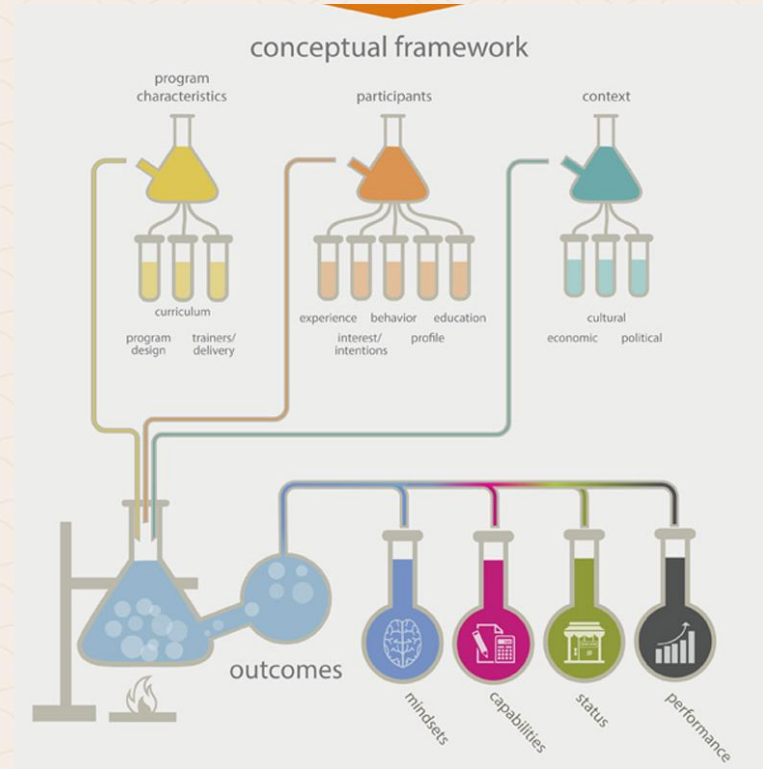 conceptual framework
program
characteristics
participants
context
curriculum
program
design
trainers/
delivery
experience
behavior
education
interest/
intentions
profile
cultural
economic
political
outcomes
mindsets
capabilities
status
performance